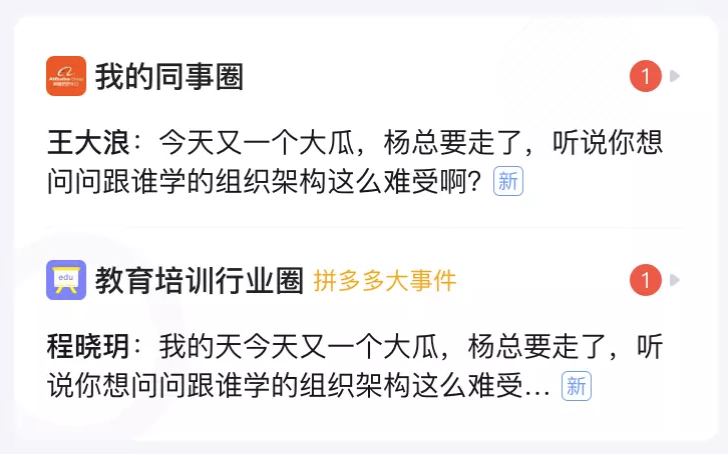 我的同事圈
1
王大浪：今天又一个大瓜，杨总要走了，听说你想
问问跟谁学的组织架构这么难受啊？ 新
edu
教育培训行业圈 拼多多大事件
1
程晓玥：我的天今天又一个大瓜，杨总要走了，听
说你想问问跟谁学的组织架构这么难受... 新